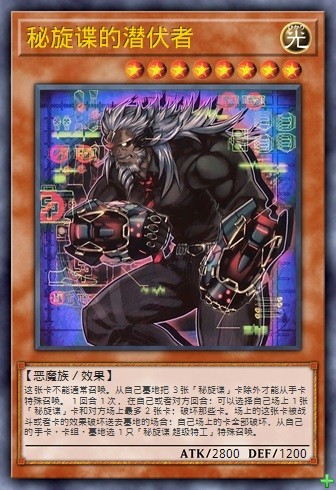 秘旋谍的潜伏者
光
【恶魔族／效果】
这张卡不能通常召唤。从自己墓地把 3张「秘旋谍」卡除外才能从手卡
特殊召唤。1回合1次，在自己或者对方回合：可以选择自己场上1张
「秘旋谍」卡和对方场上最多2张卡；破坏那些卡。场上的这张卡被战
斗或者卡的效果破坏送去墓地的场合：自己场上的卡全部破坏，从自己
的手卡·卡组·墓地选1只「秘旋谍 超级特工」特殊召唤。
ATK/2800 DEF/1200